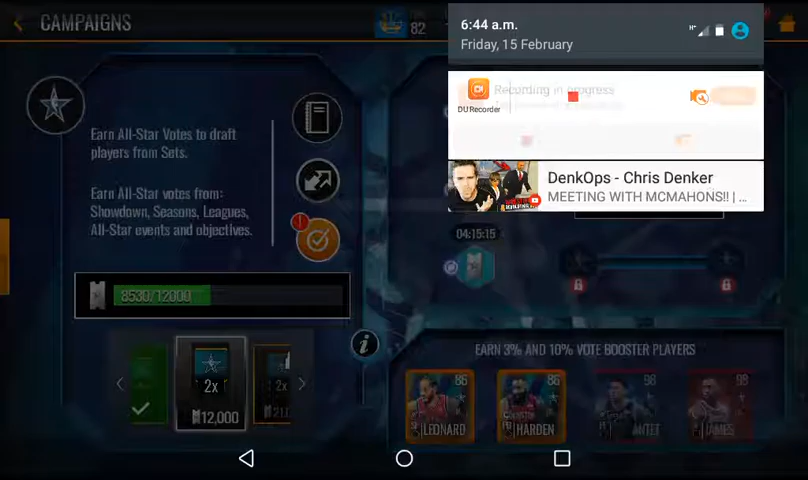 CAMPAIGNS
82
6:44 a.m.
Friday, 15 February
H+
Recording in progress
DU Recorder
DenkOps - Chris Denker
MEETING WITH MCMAHONS!! | ...
Earn All-Star Votes to draft
players from Sets.
Earn All-Star votes from:
Showdown, Seasons, Leagues,
All-Star events and objectives.
04:15:15
8530/12000
EARN 3% AND 10% VOTE BOOSTER PLAYERS
2x
12,000
2x
86
LEONARD
86
HARDEN
98
98
JAMES